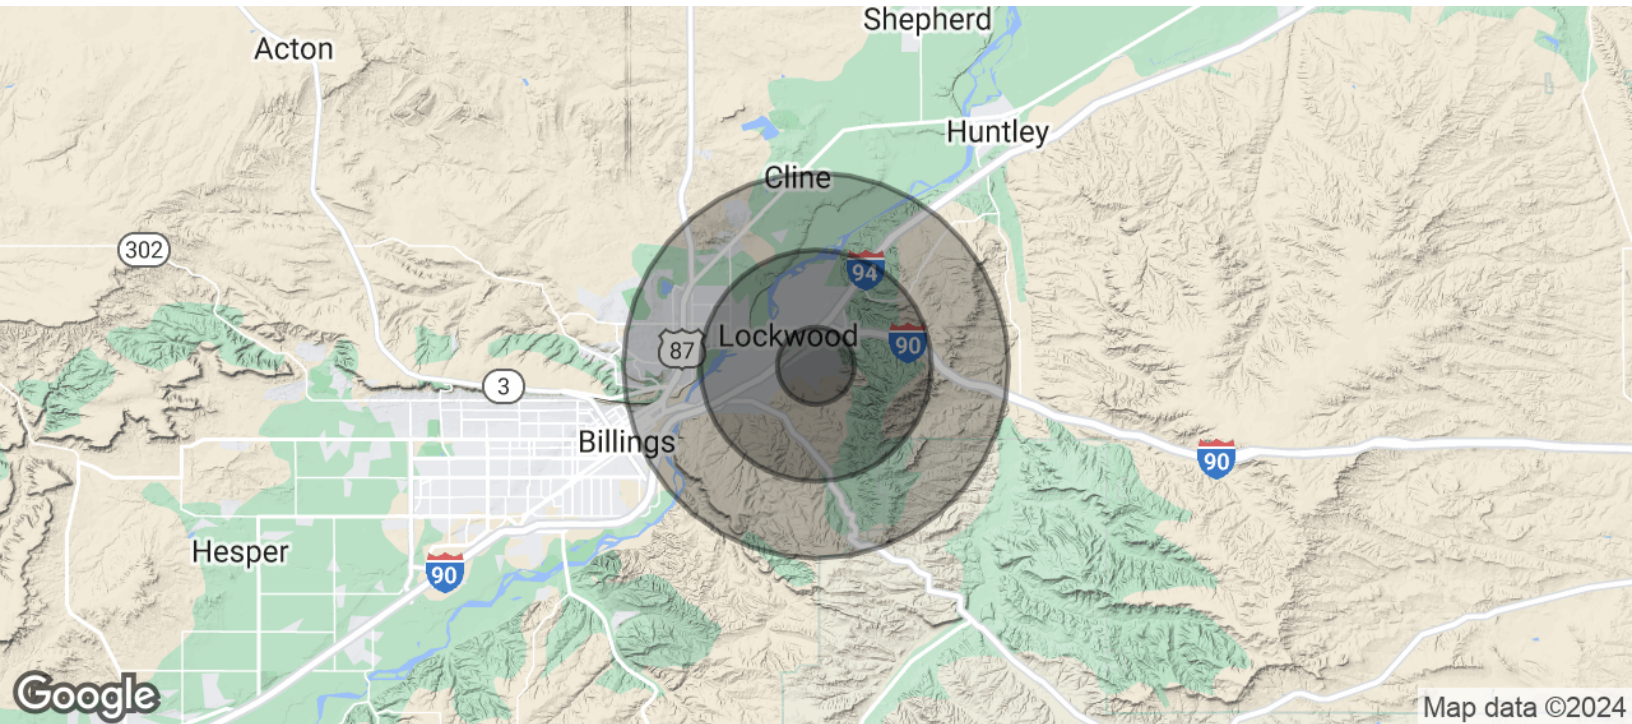 Shepherd
Acton
Huntley
Cline
302
94
Lockwood
87
90
3
Billings
90
Hesper
90
Google
Map data ©2024